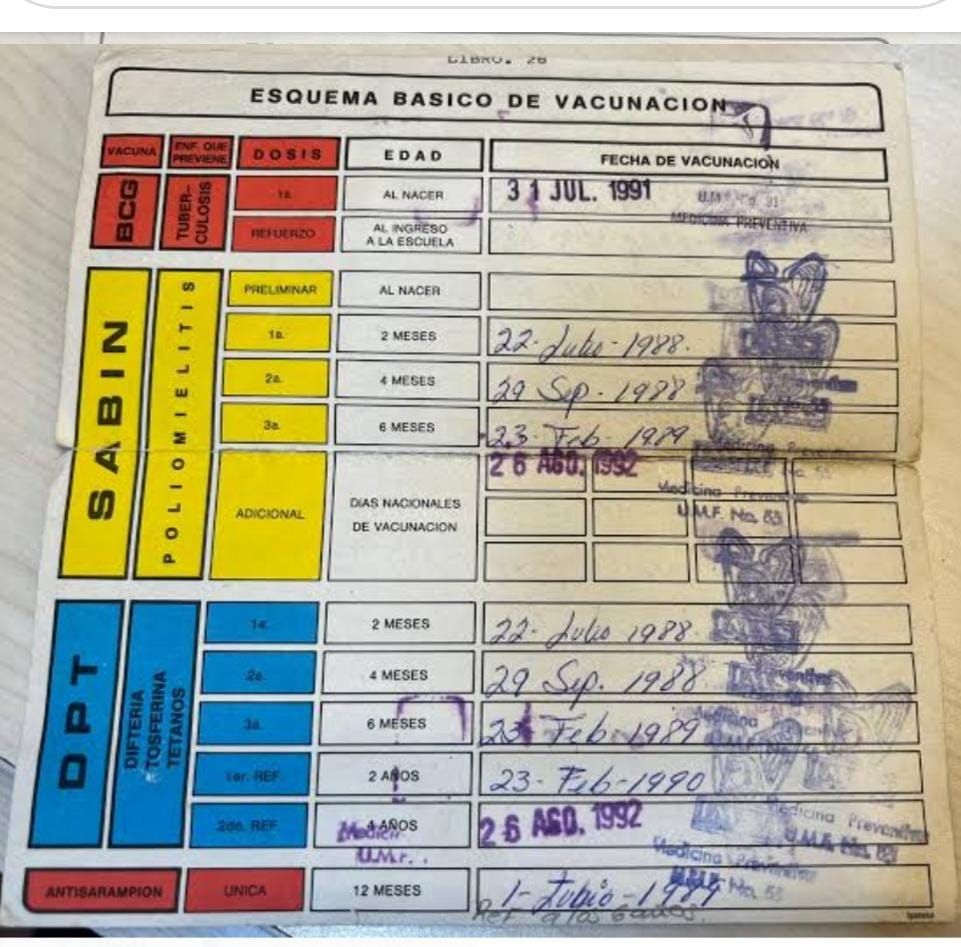 LIBRO. 26
ESQUEMA BASICO DE VACUNACION
VACUNA ENF. QUE PREVIENE DOSIS EDAD FECHA DE VACUNACION
BCG TUBERCULOSIS 1a. AL NACER 31 JUL. 1991
MEDICINA PREVENTIVA
REFUERZO AL INGRESO A LA ESCUELA
SABIN POLIOMIELITIS PRELIMINAR AL NACER
1a. 2 MESES 22- Julio -1988.
2a. 4 MESES 29 Sep. - 1988
3a. 6 MESES 23- Feb- 1989
ADICIONAL DIAS NACIONALES DE VACUNACION 26 AGO. 1992
Medicina Preventiva
U.M.F. No. 53
DPT DIFTERIA TOSFERINA TETANOS 1a. 2 MESES 22- Julio 1988.
2a. 4 MESES 29 Sep. 1988
3a. 6 MESES 23 Feb- 1989
1er. REF. 2 AÑOS 23- Feb-1990
2do. REF. 4 AÑOS 26 AGO. 1992
Medicina Preventiva
U.M.F. No. 53
ANTISARAMPION UNICA 12 MESES 1- -1989
Ref a los 6 años.